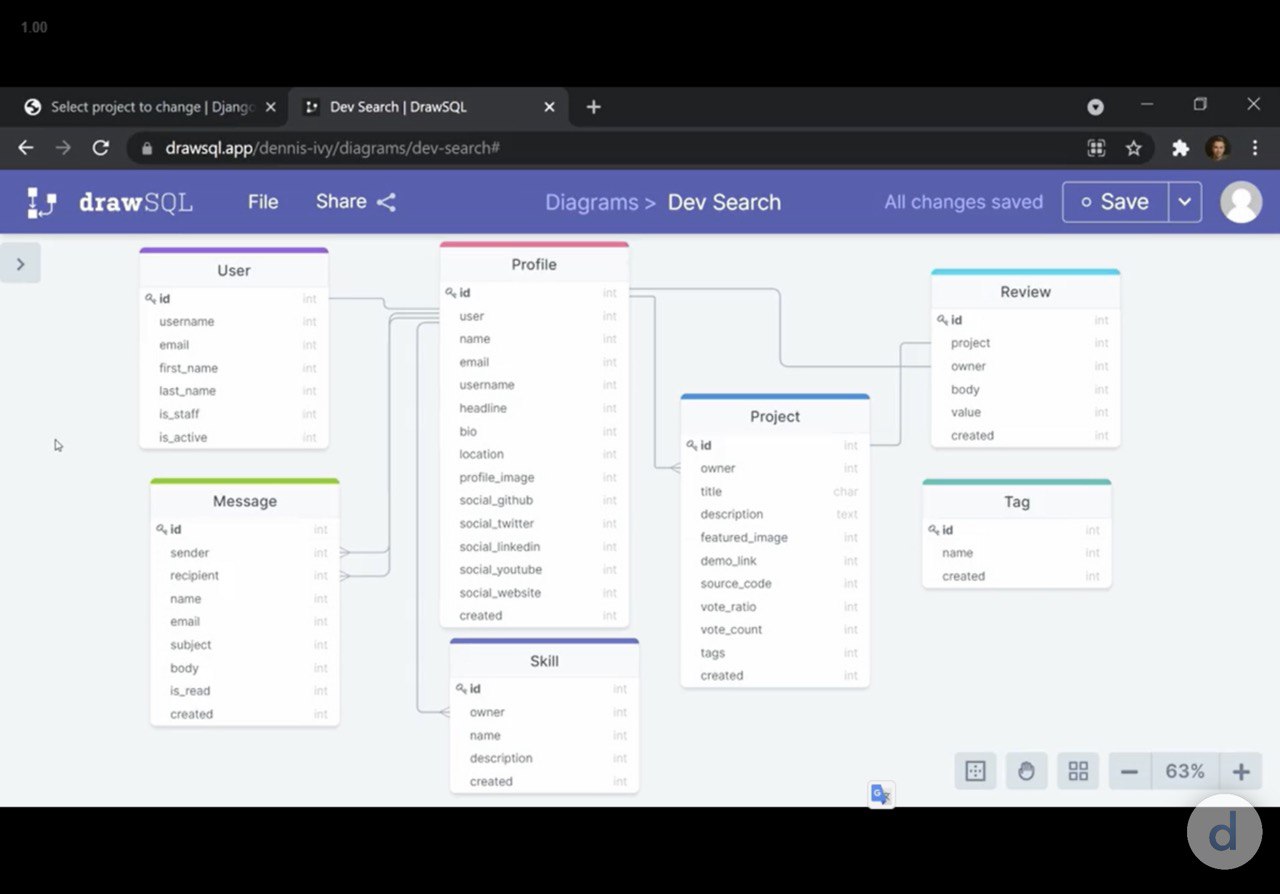 1.00
Select project to change | Django
Dev Search | DrawSQL
drawsql.app/dennis-ivy/diagrams/dev-search#
drawSQL
File
Share
Diagrams > Dev Search
All changes saved
Save
User
id int
username int
email int
first_name int
last_name int
is_staff int
is_active int
Message
id int
sender int
recipient int
name int
email int
subject int
body int
is_read int
created int
Profile
id int
user int
name int
email int
username int
headline int
bio int
location int
profile_image int
social_github int
social_twitter int
social_linkedin int
social_youtube int
social_website int
created int
Skill
id int
owner int
name int
description int
created int
Project
id int
owner int
title char
description text
featured_image int
demo_link int
source_code int
vote_ratio int
vote_count int
tags int
created int
Review
id int
project int
owner int
body int
value int
created int
Tag
id int
name int
created int
63%
G
d